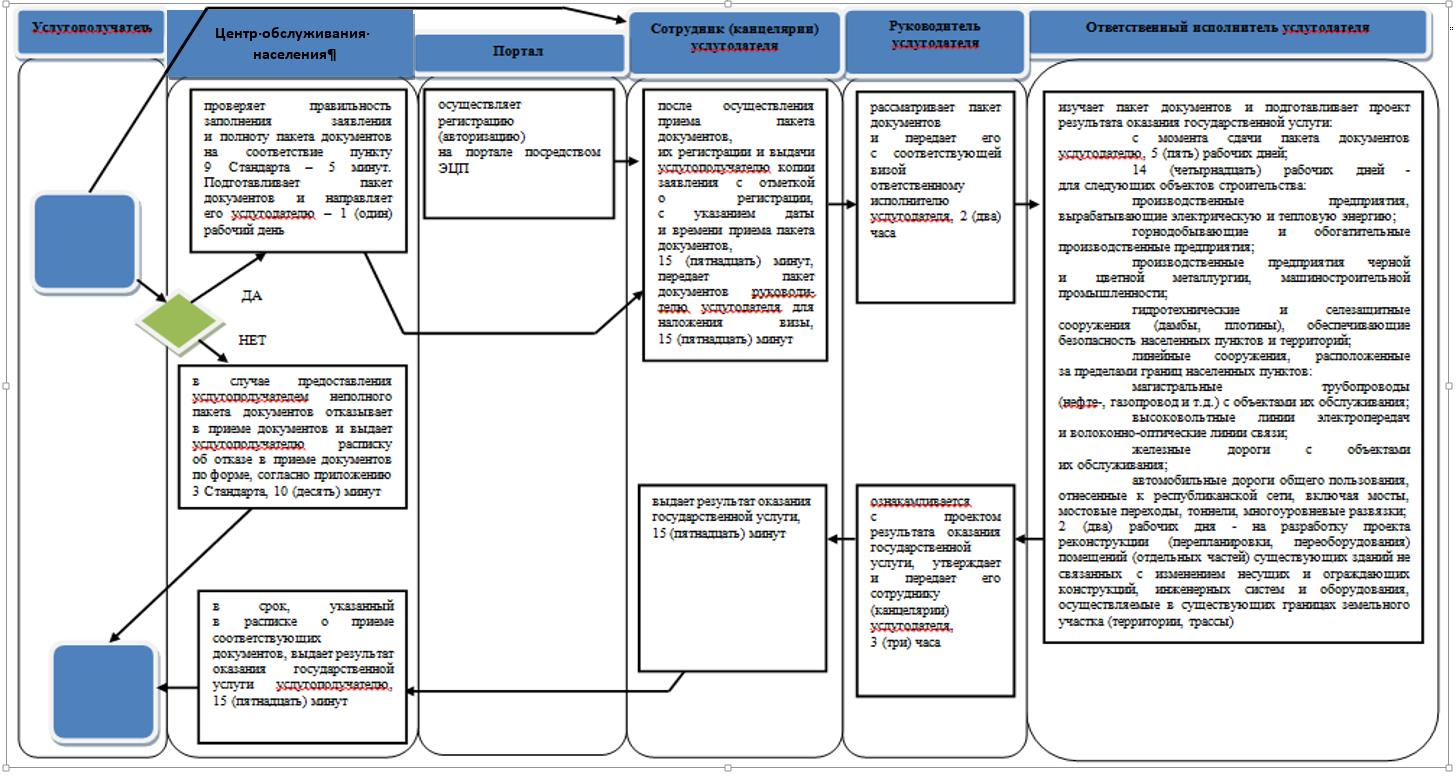 Услугополучатель
Центр·обслуживания·
населения¶
Портал
Сотрудник (канцелярии)
услугодателя
Руководитель
услугодателя
Ответственный исполнитель услугодателя
проверяет правильность
заполнения заявления
и полноту пакета документов
на соответствие пункту
9 Стандарта – 5 минут.
Подготавливает пакет
документов и направляет
его услугодателю – 1 (один)
рабочий день
ДА
НЕТ
в случае предоставления
услугополучателем неполного
пакета документов отказывает
в приеме документов и выдает
услугополучателю расписку
об отказе в приеме документов
по форме, согласно приложению
3 Стандарта, 10 (десять) минут
в срок, указанный
в расписке о приеме
соответствующих
документов, выдает результат
оказания государственной
услуги услугополучателю,
15 (пятнадцать) минут
осуществляет
регистрацию
(авторизацию)
на портале посредством
ЭЦП
после осуществления
приема пакета
документов,
их регистрации и выдачи
услугополучателю копии
заявления с отметкой
о регистрации,
с указанием даты
и времени приема пакета
документов,
15 (пятнадцать) минут,
передает пакет
документов руководи-
телю услугодателя для
наложения визы,
15 (пятнадцать) минут
выдает результат оказания
государственной услуги,
15 (пятнадцать) минут
рассматривает пакет
документов
и передает его
с соответствующей
визой
ответственному
исполнителю
услугодателя, 2 (два)
часа
ознакамливается
с проектом
результата оказания
государственной
услуги, утверждает
и передает его
сотруднику
(канцелярии)
услугодателя,
3 (три) часа
изучает пакет документов и подготавливает проект
результата оказания государственной услуги:
с момента сдачи пакета документов
услугодателю, 5 (пять) рабочих дней;
14 (четырнадцать) рабочих дней -
для следующих объектов строительства:
производственные предприятия,
вырабатывающие электрическую и тепловую энергию;
горнодобывающие и обогатительные
производственные предприятия;
производственные предприятия черной
и цветной металлургии, машиностроительной
промышленности;
гидротехнические и селезащитные
сооружения (дамбы, плотины), обеспечивающие
безопасность населенных пунктов и территорий;
линейные сооружения, расположенные
за пределами границ населенных пунктов:
магистральные трубопроводы
(нефте-, газопровод и т.д.) с объектами их обслуживания;
высоковольтные линии электропередач
и волоконно-оптические линии связи;
железные дороги с объектами
их обслуживания;
автомобильные дороги общего пользования,
отнесенные к республиканской сети, включая мосты,
мостовые переходы, тоннели, многоуровневые развязки;
2 (два) рабочих дня - на разработку проекта
реконструкции (перепланировки, переоборудования)
помещений (отдельных частей) существующих зданий не
связанных с изменением несущих и ограждающих
конструкций, инженерных систем и оборудования,
осуществляемые в существующих границах земельного
участка (территории, трассы)